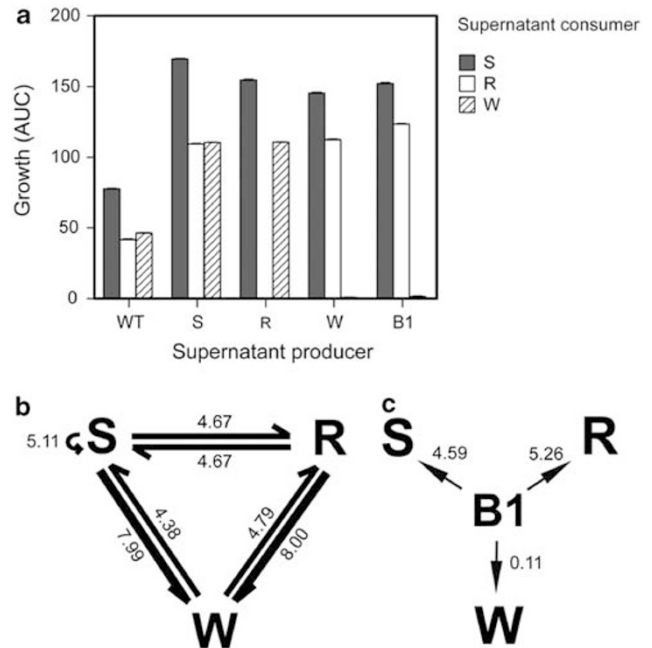 a
Supernatant consumer
S
R
W
Growth (AUC)
200
150
100
50
0
WT S R W B1
Supernatant producer
b
S
R
W
5.11
4.67
4.67
4.38
7.99
4.79
8.00
c
S
R
B1
W
4.59
5.26
0.11